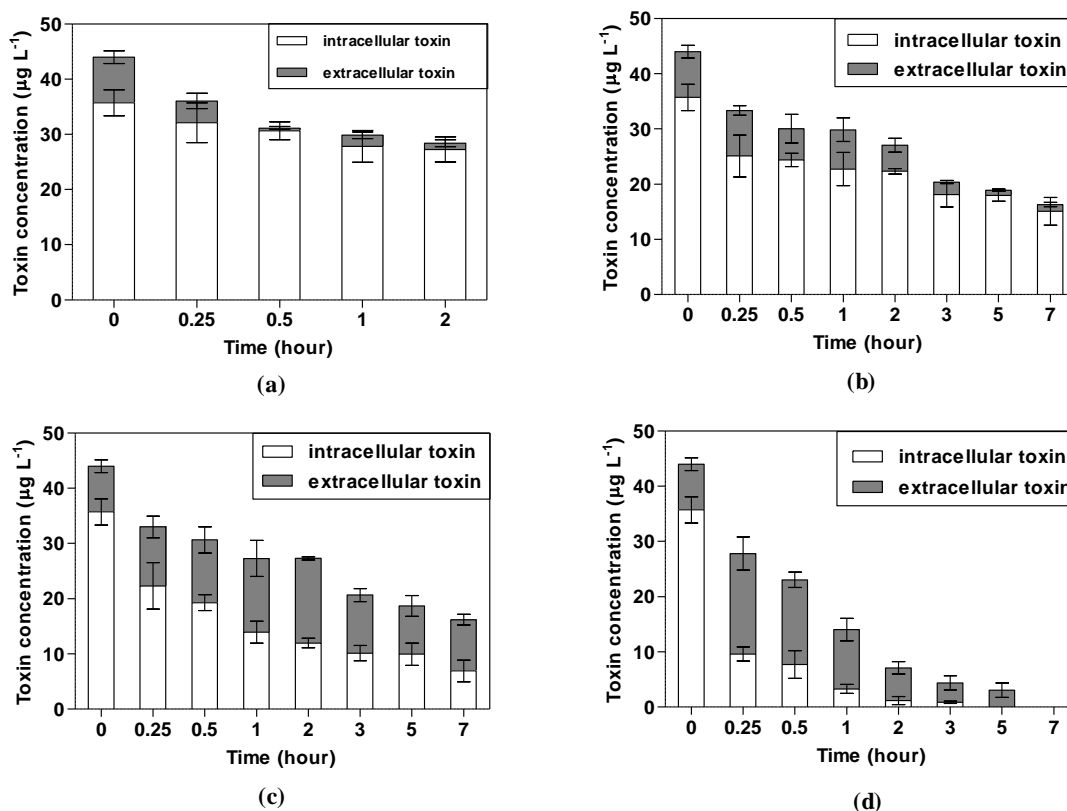 50
40
30
20
10
0
Toxin concentration (µg L⁻¹)
intracellular toxin
extracellular toxin
0 0.25 0.5 1 2
Time (hour)
(a)
50
40
30
20
10
0
Toxin concentration (µg L⁻¹)
intracellular toxin
extracellular toxin
0 0.25 0.5 1 2 3 5 7
Time (hour)
(b)
50
40
30
20
10
0
Toxin concentration (µg L⁻¹)
intracellular toxin
extracellular toxin
0 0.25 0.5 1 2 3 5 7
Time (hour)
(c)
50
40
30
20
10
0
Toxin concentration (µg L⁻¹)
intracellular toxin
extracellular toxin
0 0.25 0.5 1 2 3 5 7
Time (hour)
(d)